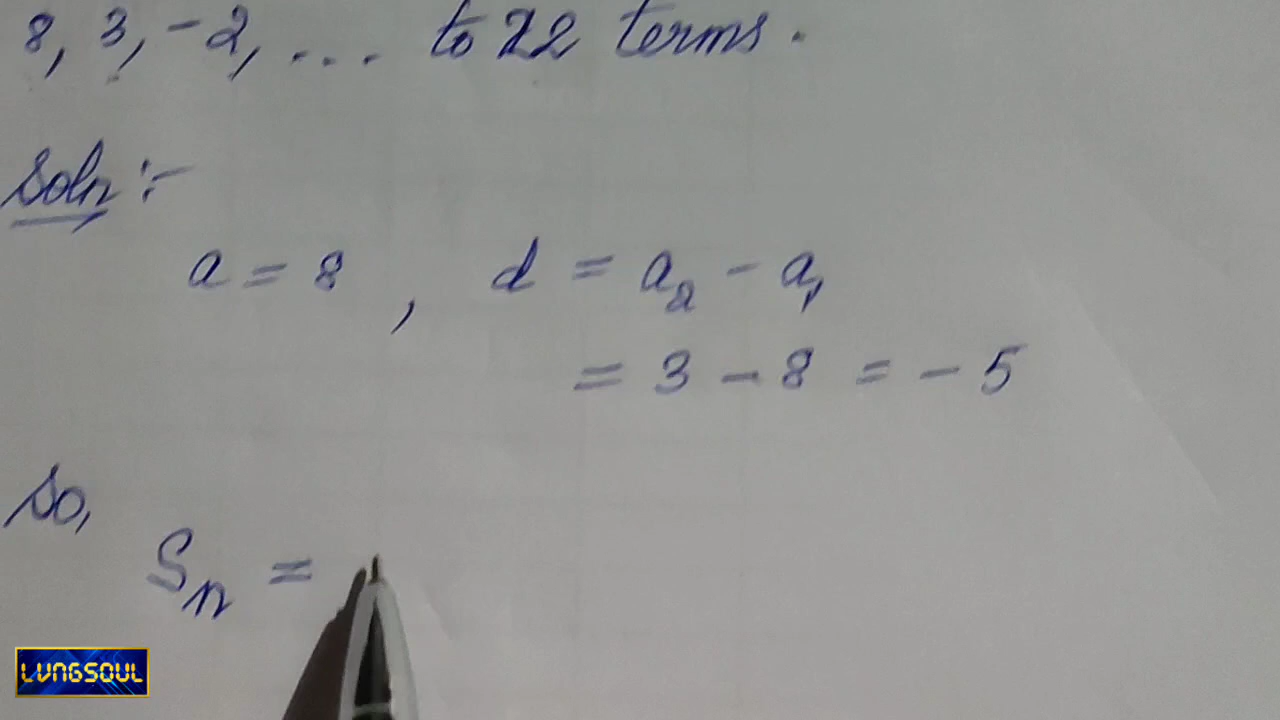 8, 3, -2, ... to 22 terms.
Soln :-
a = 8 , d = a₂ - a₁
= 3 - 8 = - 5
So,
Sn =
LUNGSOUL